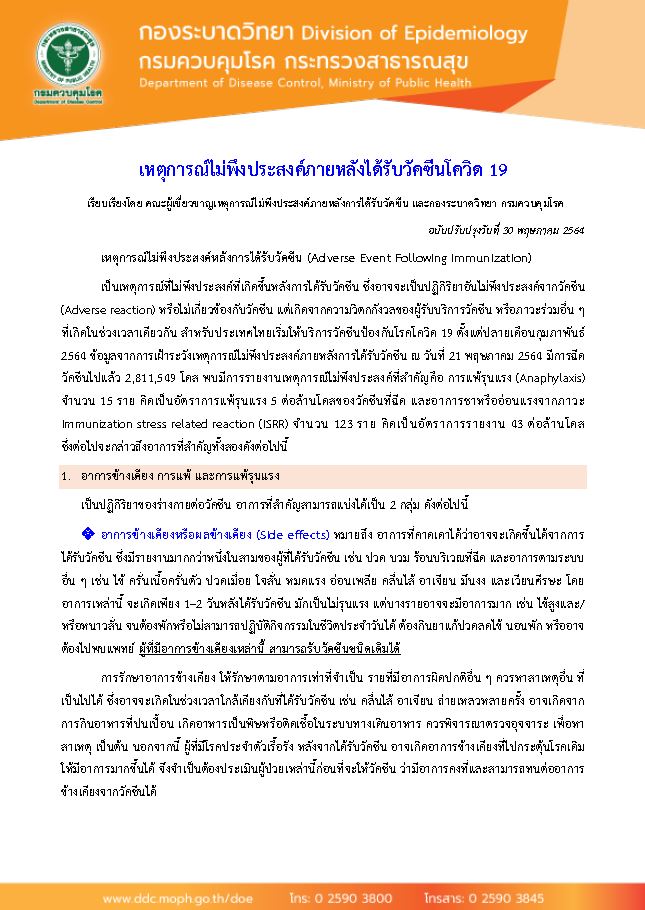 กองระบาดวิทยา Division of Epidemiology
กรมควบคุมโรค กระทรวงสาธารณสุข
Department of Disease Control, Ministry of Public Health
กระทรวงสาธารณสุข
MINISTRY OF PUBLIC HEALTH
กรมควบคุมโรค
Department of Disease Control
เหตุการณ์ไม่พึงประสงค์ภายหลังได้รับวัคซีนโควิด 19
เรียบเรียงโดย คณะผู้เชี่ยวชาญเหตุการณ์ไม่พึงประสงค์ภายหลังการได้รับวัคซีน และกองระบาดวิทยา กรมควบคุมโรค
ฉบับปรับปรุงวันที่ 30 พฤษภาคม 2564
เหตุการณ์ไม่พึงประสงค์หลังการได้รับวัคซีน (Adverse Event Following Immunization)
เป็นเหตุการณ์ที่ไม่พึงประสงค์ที่เกิดขึ้นหลังการได้รับวัคซีน ซึ่งอาจจะเป็นปฏิกิริยาอันไม่พึงประสงค์จากวัคซีน
(Adverse reaction) หรือไม่เกี่ยวข้องกับวัคซีน แต่เกิดจากความวิตกกังวลของผู้รับบริการวัคซีน หรือภาวะร่วมอื่น ๆ
ที่เกิดในช่วงเวลาเดียวกัน สำหรับประเทศไทยเริ่มให้บริการวัคซีนป้องกันโรคโควิด 19 ตั้งแต่ปลายเดือนกุมภาพันธ์
2564 ข้อมูลจากการเฝ้าระวังเหตุการณ์ไม่พึงประสงค์ภายหลังการได้รับวัคซีน ณ วันที่ 21 พฤษภาคม 2564 มีการฉีด
วัคซีนไปแล้ว 2,811,549 โดส พบมีการรายงานเหตุการณ์ไม่พึงประสงค์ที่สำคัญคือ การแพ้รุนแรง (Anaphylaxis)
จำนวน 15 ราย คิดเป็นอัตราการแพ้รุนแรง 5 ต่อล้านโดสของวัคซีนที่ฉีด และอาการชาหรืออ่อนแรงจากภาวะ
Immunization stress related reaction (ISRR) จำนวน 123 ราย คิดเป็นอัตราการรายงาน 43 ต่อล้านโดส
ซึ่งต่อไปจะกล่าวถึงอาการที่สำคัญทั้งสองดังต่อไปนี้
1. อาการข้างเคียง การแพ้ และการแพ้รุนแรง
เป็นปฏิกิริยาของร่างกายต่อวัคซีน อาการที่สำคัญสามารถแบ่งได้เป็น 2 กลุ่ม ดังต่อไปนี้
❖ อาการข้างเคียงหรือผลข้างเคียง (Side effects) หมายถึง อาการที่คาดเดาได้ว่าอาจจะเกิดขึ้นได้จากการ
ได้รับวัคซีน ซึ่งมีรายงานมากกว่าหนึ่งในสามของผู้ที่ได้รับวัคซีน เช่น ปวด บวม ร้อนบริเวณที่ฉีด และอาการตามระบบ
อื่น ๆ เช่น ไข้ ครั่นเนื้อครั่นตัว ปวดเมื่อย ใจสั่น หมดแรง อ่อนเพลีย คลื่นไส้ อาเจียน มึนงง และเวียนศีรษะ โดย
อาการเหล่านี้ จะเกิดเพียง 1–2 วันหลังได้รับวัคซีน มักเป็นไม่รุนแรง แต่บางรายอาจจะมีอาการมาก เช่น ไข้สูงและ/
หรือหนาวสั่น จนต้องพักหรือไม่สามารถปฏิบัติกิจกรรมในชีวิตประจำวันได้ ต้องกินยาแก้ปวดลดไข้ นอนพัก หรืออาจ
ต้องไปพบแพทย์ ผู้ที่มีอาการข้างเคียงเหล่านี้ สามารถรับวัคซีนชนิดเดิมได้
การรักษาอาการข้างเคียง ให้รักษาตามอาการเท่าที่จำเป็น รายที่มีอาการผิดปกติอื่น ๆ ควรหาสาเหตุอื่น ที่
เป็นไปได้ ซึ่งอาจจะเกิดในช่วงเวลาใกล้เคียงกับที่ได้รับวัคซีน เช่น คลื่นไส้ อาเจียน ถ่ายเหลวหลายครั้ง อาจเกิดจาก
การกินอาหารที่ปนเปื้อน เกิดอาหารเป็นพิษหรือติดเชื้อในระบบทางเดินอาหาร ควรพิจารณาตรวจอุจจาระ เพื่อหา
สาเหตุ เป็นต้น นอกจากนี้ ผู้ที่มีโรคประจำตัวเรื้อรัง หลังจากได้รับวัคซีน อาจเกิดอาการข้างเคียงที่ไปกระตุ้นโรคเดิม
ให้มีอาการมากขึ้นได้ จึงจำเป็นต้องประเมินผู้ป่วยเหล่านี้ก่อนที่จะให้วัคซีน ว่ามีอาการคงที่และสามารถทนต่ออาการ
ข้างเคียงจากวัคซีนได้
www.ddc.moph.go.th/doe โทร: 0 2590 3800 โทรสาร: 0 2590 3845